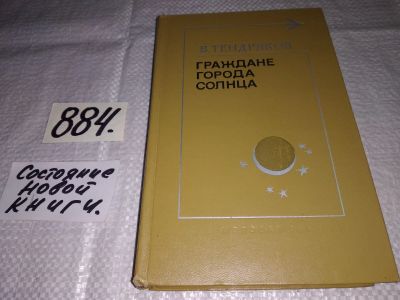 В. ТЕНДРЯКОВ
ГРАЖДАНЕ
ГОРОДА
СОЛНЦА
884.
Состояние
новой
книги.